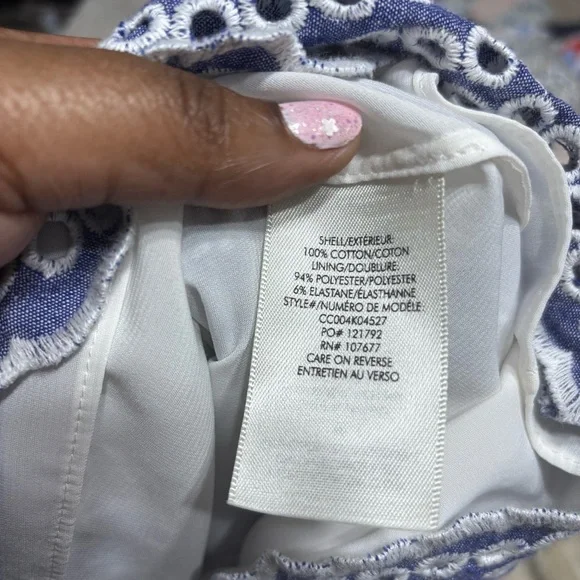 SHELL/EXTÉRIEUR:
100% COTTON/COTON
LINING/DOUBLURE:
94% POLYESTER/POLYESTER
6% ELASTANE/ÉLASTHANNE
STYLE#/NUMÉRO DE MODÈLE:
CC004K04527
PO# 121792
RN# 107677
CARE ON REVERSE
ENTRETIEN AU VERSO